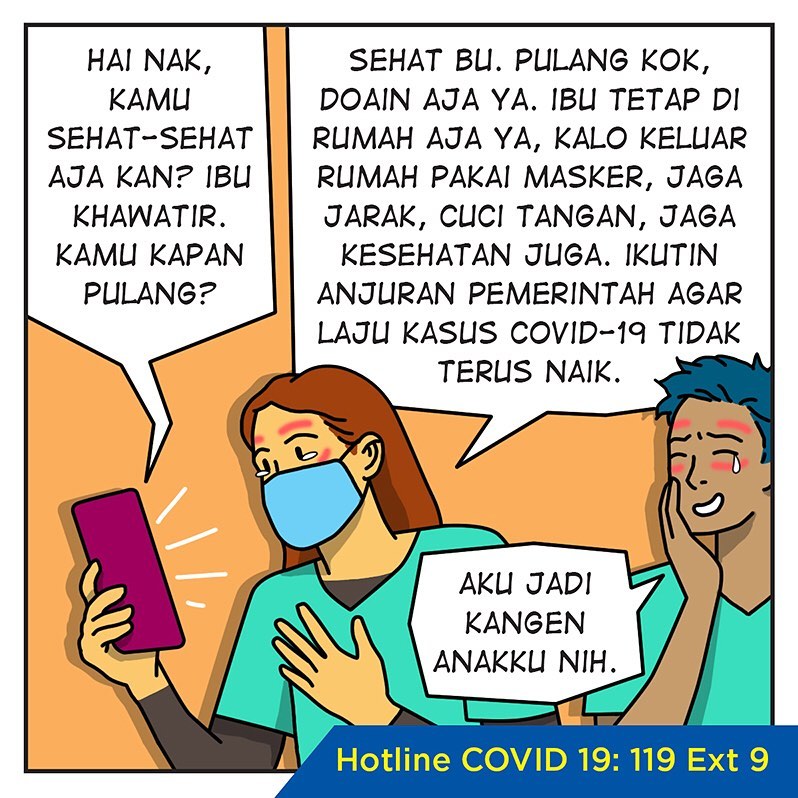 HAI NAK,
KAMU
SEHAT-SEHAT
AJA KAN? IBU
KHAWATIR.
KAMU KAPAN
PULANG?
SEHAT BU. PULANG KOK,
DOAIN AJA YA. IBU TETAP DI
RUMAH AJA YA, KALO KELUAR
RUMAH PAKAI MASKER, JAGA
JARAK, CUCI TANGAN, JAGA
KESEHATAN JUGA. IKUTIN
ANJURAN PEMERINTAH AGAR
LAJU KASUS COVID-19 TIDAK
TERUS NAIK.
AKU JADI
KANGEN
ANAKKU NIH.
Hotline COVID 19: 119 Ext 9